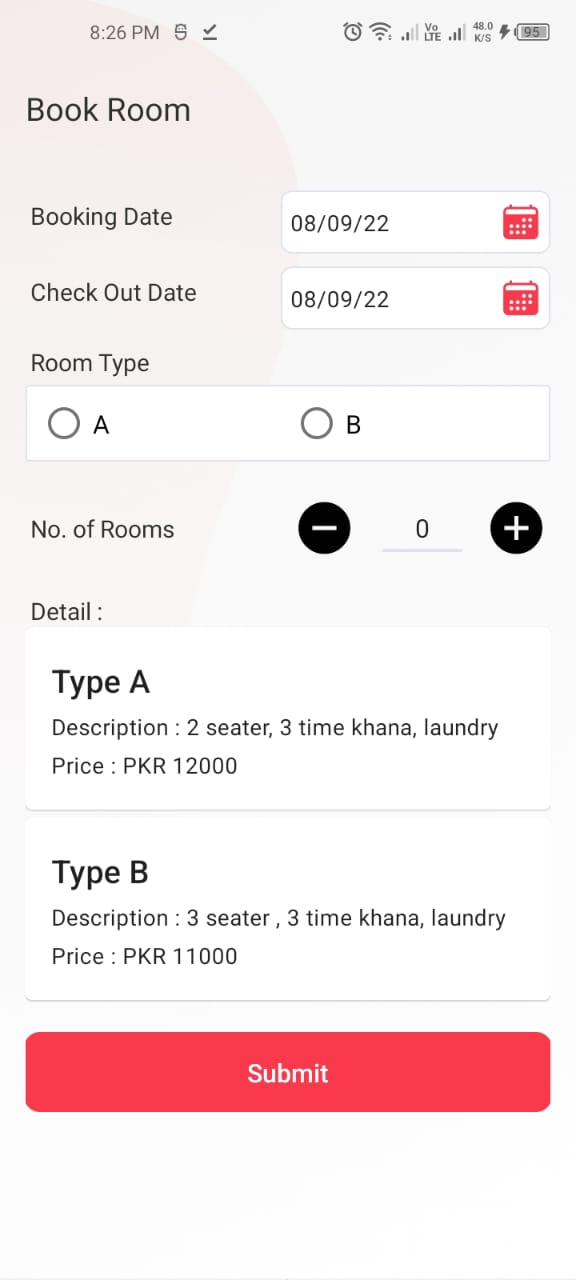 8:26 PM
Vo LTE 48.0 K/S 95
Book Room
Booking Date 08/09/22
Check Out Date 08/09/22
Room Type
A B
No. of Rooms 0
Detail :
Type A
Description : 2 seater, 3 time khana, laundry
Price : PKR 12000
Type B
Description : 3 seater , 3 time khana, laundry
Price : PKR 11000
Submit